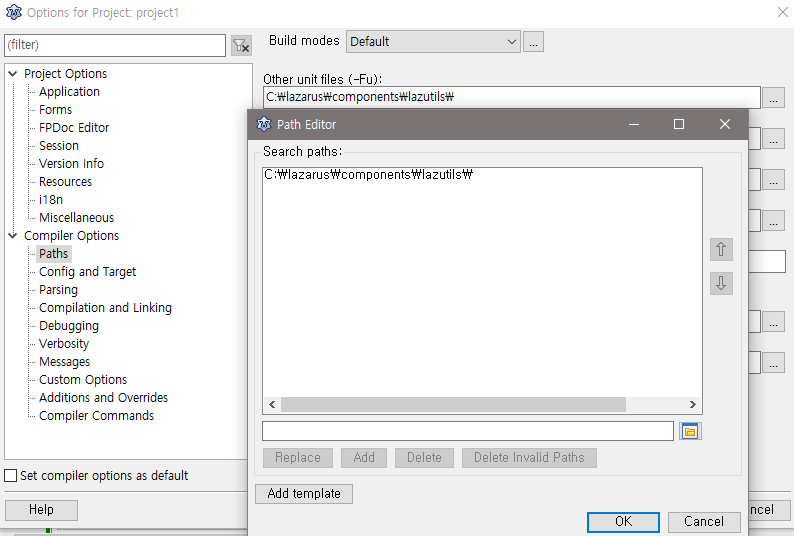 Options for Project: project1
(filter)
Build modes Default ...
Project Options
Application
Forms
FPDoc Editor
Session
Version Info
Resources
i18n
Miscellaneous
Compiler Options
Paths
Config and Target
Parsing
Compilation and Linking
Debugging
Verbosity
Messages
Custom Options
Additions and Overrides
Compiler Commands
Set compiler options as default
Help
Other unit files (-Fu):
C:₩lazarus₩components₩lazutils₩ ...
...
...
...
...
...
Path Editor
Search paths:
C:₩lazarus₩components₩lazutils₩
Replace Add Delete Delete Invalid Paths
Add template
OK Cancel